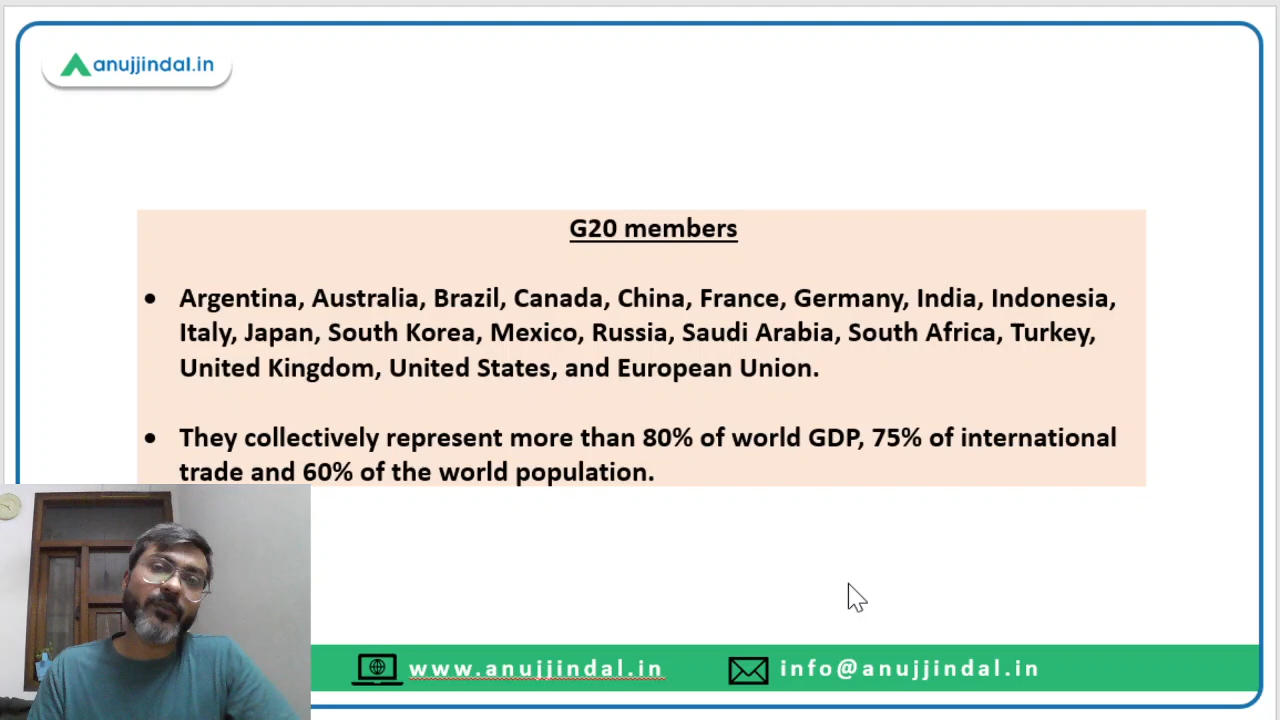 anujjindal.in
G20 members
• Argentina, Australia, Brazil, Canada, China, France, Germany, India, Indonesia,
Italy, Japan, South Korea, Mexico, Russia, Saudi Arabia, South Africa, Turkey,
United Kingdom, United States, and European Union.
• They collectively represent more than 80% of world GDP, 75% of international
trade and 60% of the world population.
www.anujjindal.in
info@anujjindal.in